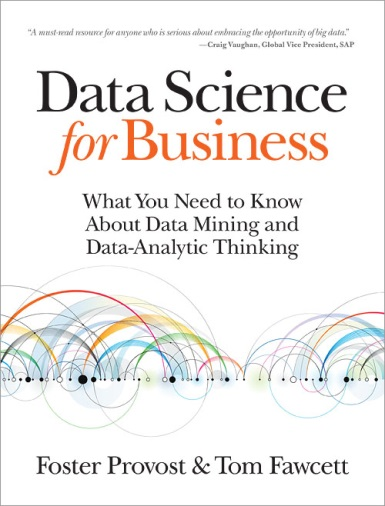 "A must-read resource for anyone who is serious about embracing the opportunity of big data."
—Craig Vaughan, Global Vice President, SAP
Data Science
for Business
What You Need to Know
About Data Mining and
Data-Analytic Thinking
Foster Provost & Tom Fawcett